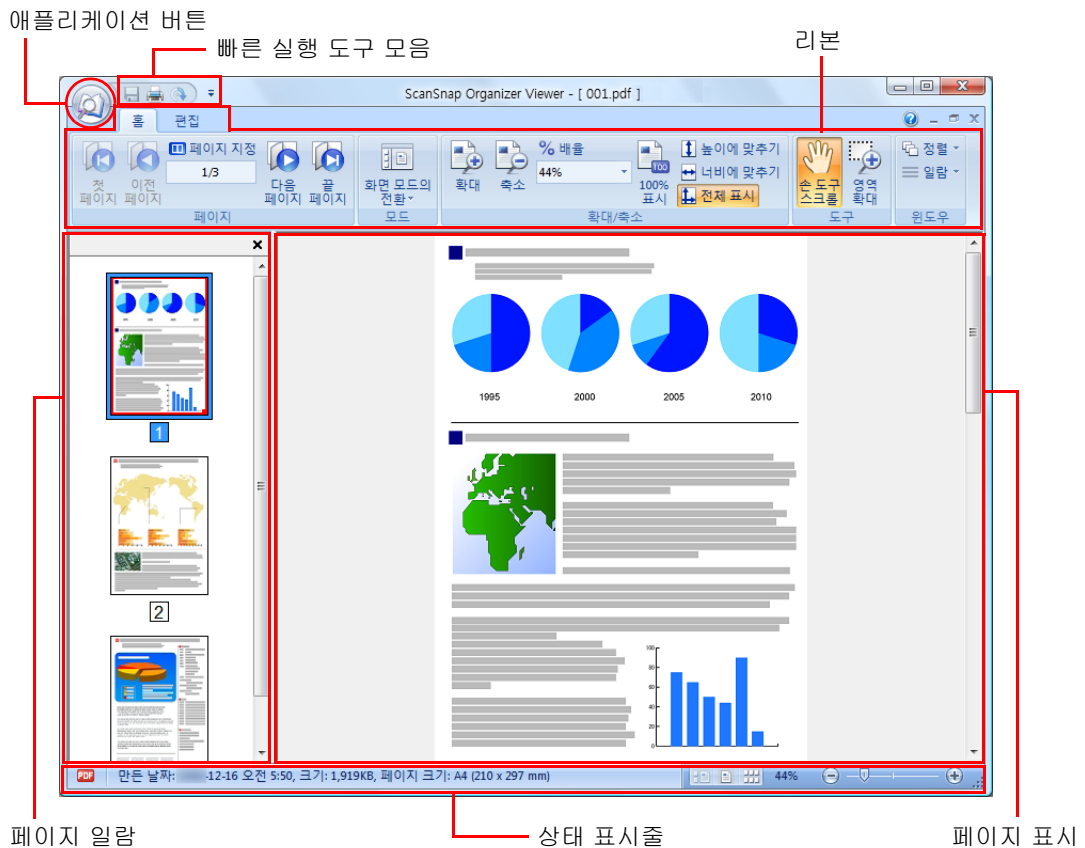 애플리케이션 버튼
빠른 실행 도구 모음
리본
ScanSnap Organizer Viewer - [ 001.pdf ]
홈 편집
첫 페이지
이전 페이지
페이지 지정
1/3
다음 페이지
끝 페이지
페이지
화면 모드의 전환
모드
확대
축소
% 배율
44%
100
100% 표시
높이에 맞추기
너비에 맞추기
전체 표시
확대/축소
손 도구 스크롤
영역 확대
도구
정렬
일람
윈도우
1
2
1995 2000 2005 2010
100
80
60
40
20
0
PDF 만든 날짜: -12-16 오전 5:50, 크기: 1,919KB, 페이지 크기: A4 (210 x 297 mm) 44%
페이지 일람
상태 표시줄
페이지 표시